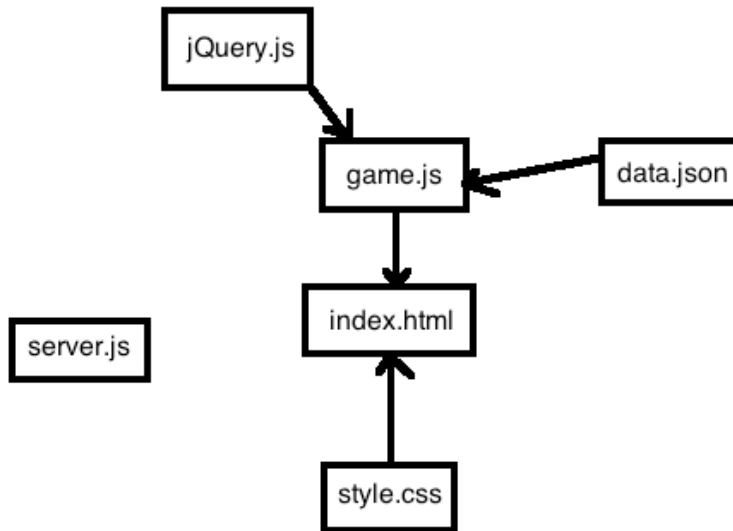 jQuery.js
game.js
data.json
index.html
server.js
style.css